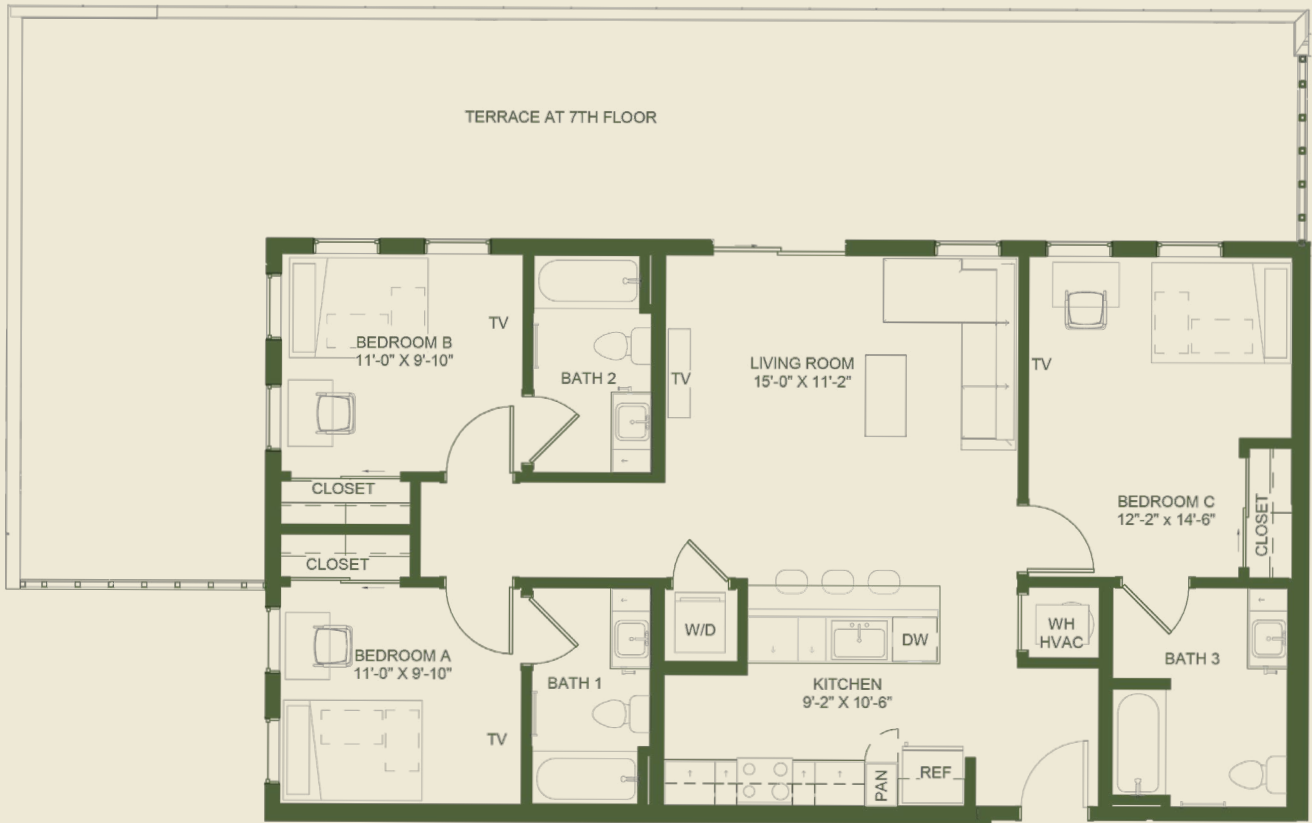 TERRACE AT 7TH FLOOR
TV
BEDROOM B
11'-0" X 9'-10"
BATH 2
TV
LIVING ROOM
15'-0" X 11'-2"
TV
CLOSET
BEDROOM C
12"-2" x 14'-6"
CLOSET
CLOSET
W/D
DW
WH
HVAC
BEDROOM A
11'-0" X 9'-10"
BATH 1
BATH 3
KITCHEN
9'-2" X 10'-6"
TV
PAN
REF